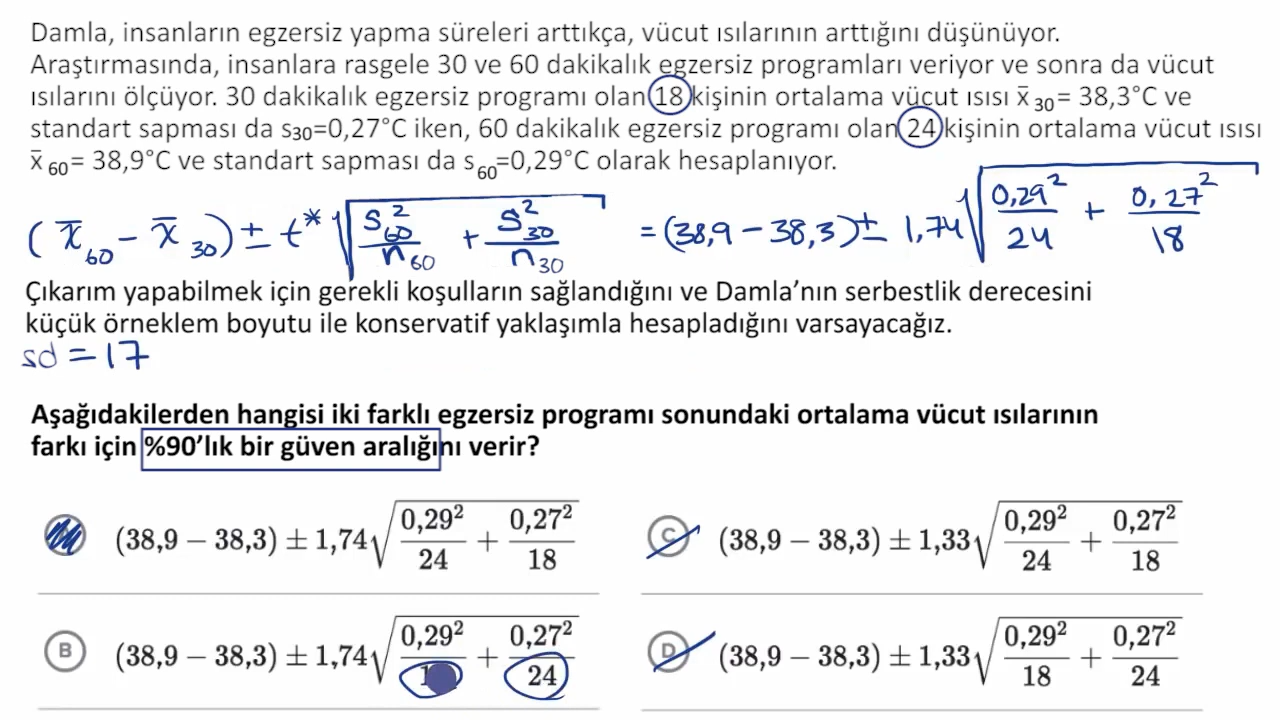 Damla, insanların egzersiz yapma süreleri arttıkça, vücut ısılarının arttığını düşünüyor.
Araştırmasında, insanlara rasgele 30 ve 60 dakikalık egzersiz programları veriyor ve sonra da vücut
ısılarını ölçüyor. 30 dakikalık egzersiz programı olan 18 kişinin ortalama vücut ısısı x̄ 30= 38,3°C ve
standart sapması da s30=0,27°C iken, 60 dakikalık egzersiz programı olan 24 kişinin ortalama vücut ısısı
x̄ 60= 38,9°C ve standart sapması da s60=0,29°C olarak hesaplanıyor.
(x̄60 − x̄30) ± t* √(s60²/n60 + s30²/n30) = (38,9 − 38,3) ± 1,74 √(0,29²/24 + 0,27²/18)
Çıkarım yapabilmek için gerekli koşulların sağlandığını ve Damla’nın serbestlik derecesini
küçük örneklem boyutu ile konservatif yaklaşımla hesapladığını varsayacağız.
sd = 17
Aşağıdakilerden hangisi iki farklı egzersiz programı sonundaki ortalama vücut ısılarının
farkı için %90’lık bir güven aralığını verir?
(38,9 − 38,3) ± 1,74 √(0,29²/24 + 0,27²/18)
B (38,9 − 38,3) ± 1,74 √(0,29²/ + 0,27²/24)
C (38,9 − 38,3) ± 1,33 √(0,29²/24 + 0,27²/18)
D (38,9 − 38,3) ± 1,33 √(0,29²/18 + 0,27²/24)